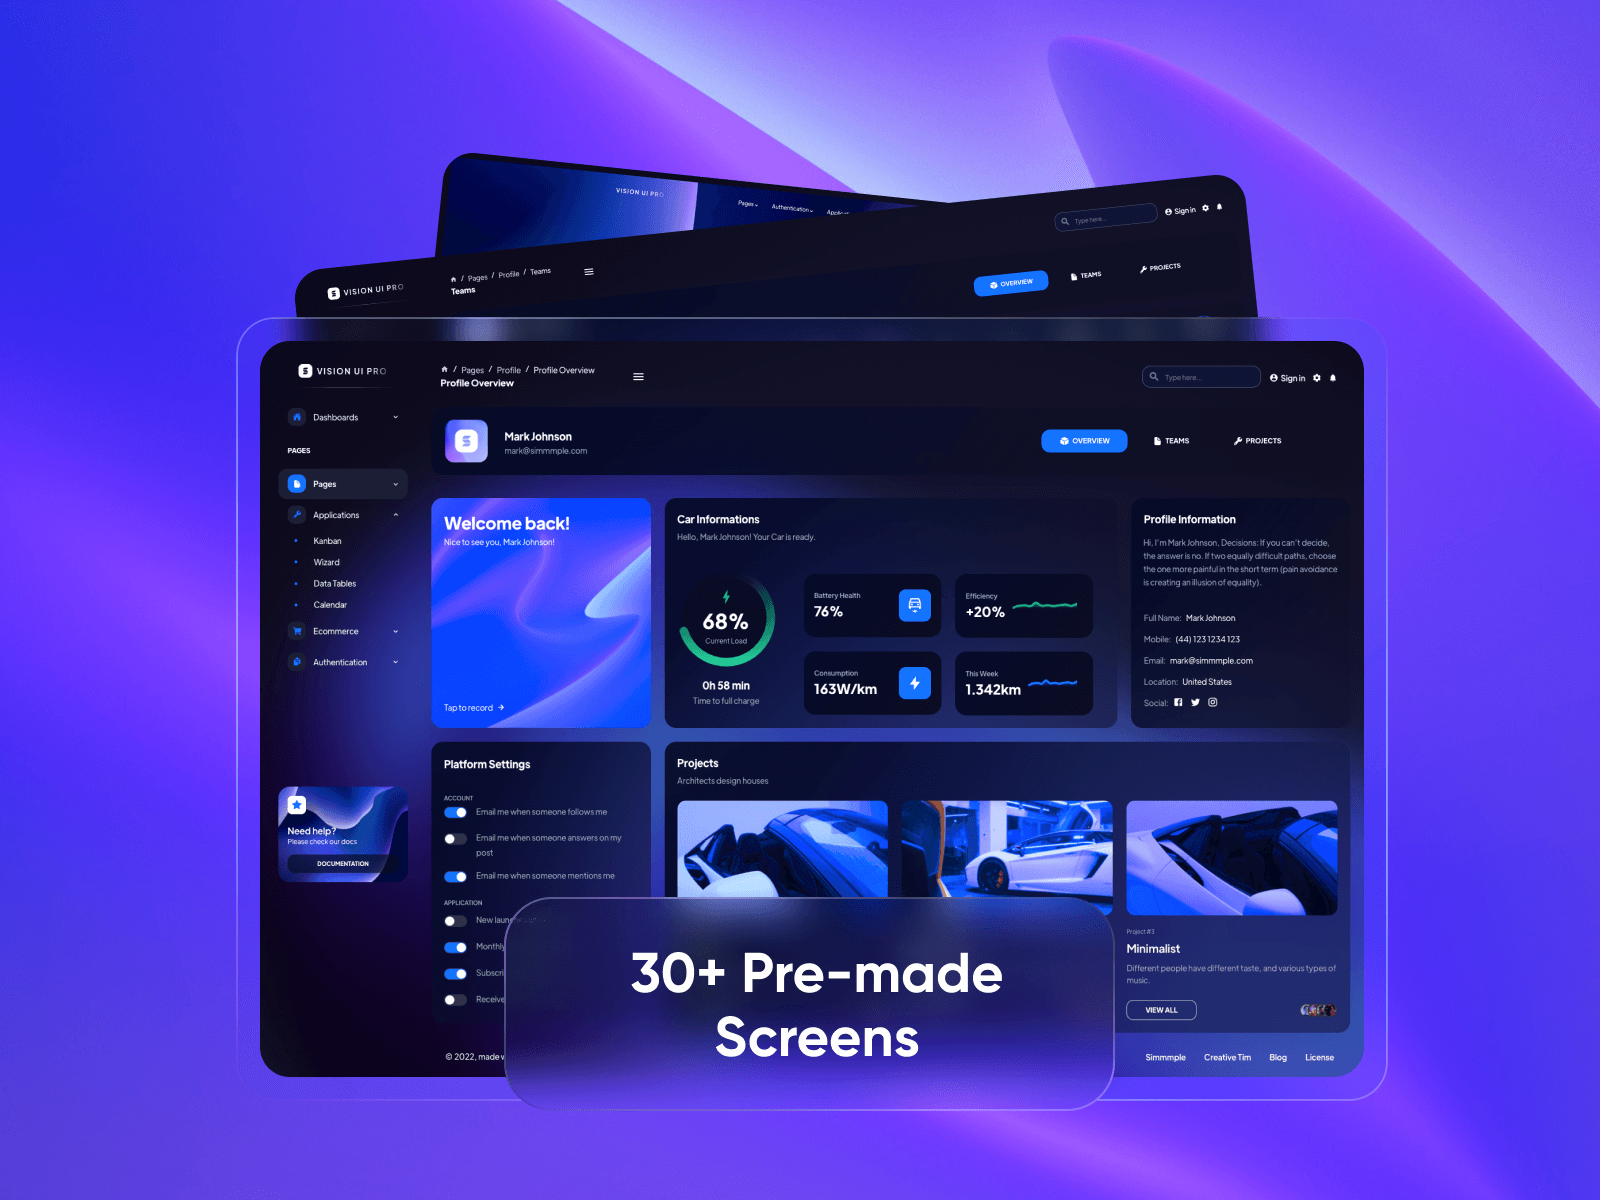 VISION UI PRO
Pages
Authentication
Type here...
Sign in
VISION UI PRO
/ Pages / Profile / Teams
Teams
OVERVIEW
TEAMS
PROJECTS
VISION UI PRO
/ Pages / Profile / Profile Overview
Profile Overview
Type here...
Sign in
Dashboards
PAGES
Pages
Applications
Kanban
Wizard
Data Tables
Calendar
Ecommerce
Authentication
Need help?
Please check our docs
DOCUMENTATION
Mark Johnson
mark@simmmple.com
OVERVIEW
TEAMS
PROJECTS
Welcome back!
Nice to see you, Mark Johnson!
Tap to record
Car Informations
Hello, Mark Johnson! Your Car is ready.
68%
Current Load
0h 58 min
Time to full charge
Battery Health
76%
Efficiency
+20%
Consumption
163W/km
This Week
1.342km
Profile Information
Hi, I'm Mark Johnson, Decisions: If you can't decide,
the answer is no. If two equally difficult paths, choose
the one more painful in the short term (pain avoidance
is creating an illusion of equality).
Full Name: Mark Johnson
Mobile: (44) 123 1234 123
Email: mark@simmmple.com
Location: United States
Social:
Platform Settings
ACCOUNT
Email me when someone follows me
Email me when someone answers on my
post
Email me when someone mentions me
APPLICATION
New
Monthly
Receive
Projects
Architects design houses
Project #3
Minimalist
Different people have different taste, and various types of
music.
VIEW ALL
30+ Pre-made
Screens
© 2022, made
Simmmple
Creative Tim
Blog
License